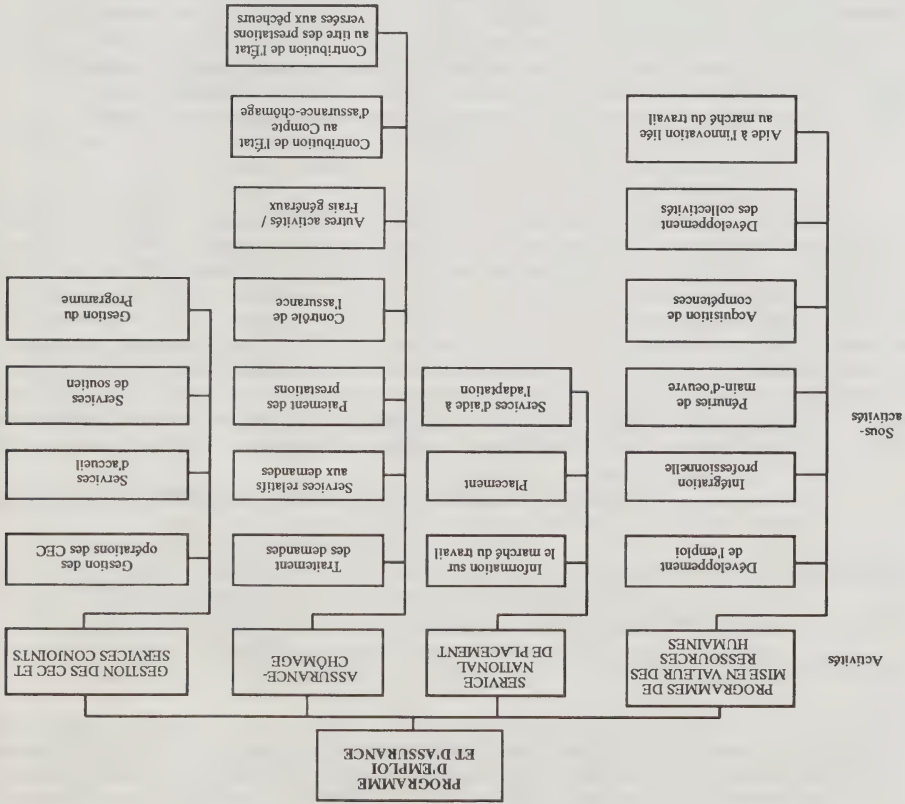 PROGRAMME
D'EMPLOI
ET D'ASSURANCE
Activités
PROGRAMMES DE
MISE EN VALEUR DES
RESSOURCES
HUMAINES
SERVICE
NATIONAL
DE PLACEMENT
ASSURANCE-
CHÔMAGE
GESTION DES CEC ET
SERVICES CONJOINTS
Sous-
activités
Développement
de l'emploi
Intégration
professionnelle
Pénuries de
main-d'oeuvre
Acquisition de
compétences
Développement
des collectivités
Aide à l'innovation liée
au marché du travail
Information sur
le marché du travail
Placement
Services d'aide à
l'adaptation
Traitement
des demandes
Services relatifs
aux demandes
Paiement des
prestations
Contrôle de
l'assurance
Autres activités /
Frais généraux
Contribution de l'État
au Compte
d'assurance-chômage
Contribution de l'État
au titre des prestations
versées aux pêcheurs
Gestion des
opérations des CEC
Services
d'accueil
Services
de soutien
Gestion du
Programme